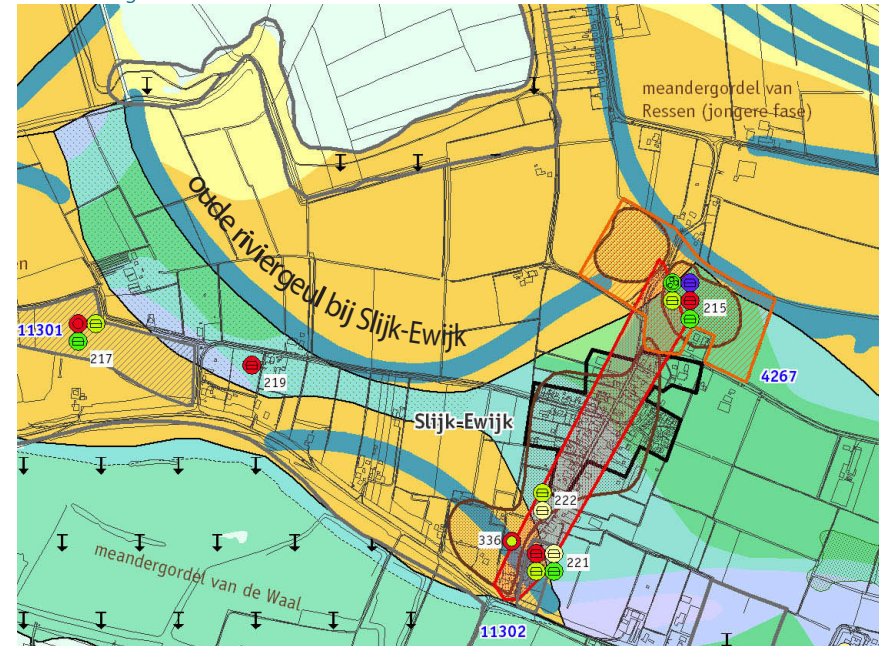 meandergordel van
Ressen (jongere fase)
oude riviergeul bij Slijk-Ewijk
215
11301
217
219
4267
Slijk-Ewijk
222
336
221
meandergordel van de Waal
11302